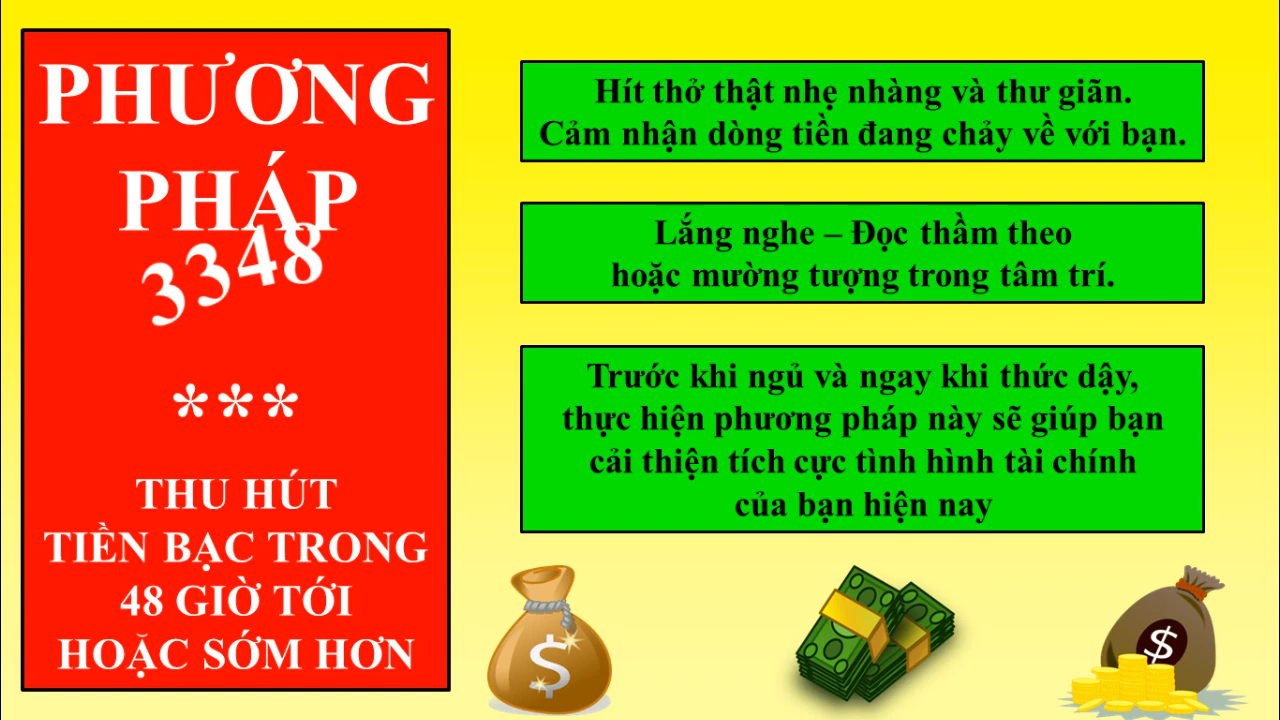 PHƯƠNG
PHÁP
3348
***
THU HÚT
TIỀN BẠC TRONG
48 GIỜ TỚI
HOẶC SỚM HƠN
Hít thở thật nhẹ nhàng và thư giãn.
Cảm nhận dòng tiền đang chảy về với bạn.
Lắng nghe – Đọc thầm theo
hoặc mường tượng trong tâm trí.
Trước khi ngủ và ngay khi thức dậy,
thực hiện phương pháp này sẽ giúp bạn
cải thiện tích cực tình hình tài chính
của bạn hiện nay
$
$